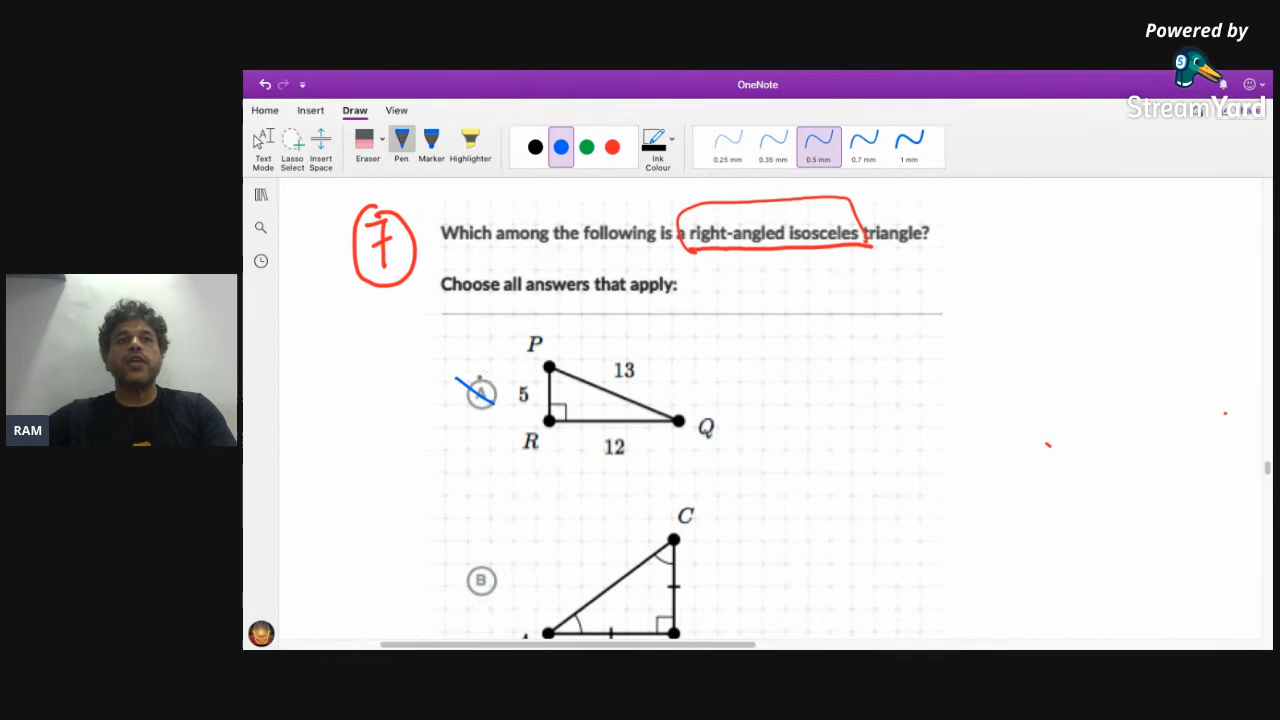 Powered by
StreamYard
OneNote
Home Insert Draw View
Text Mode
Lasso Select
Insert Space
Eraser
Pen
Marker
Highlighter
Ink Colour
0.25 mm
0.35 mm
0.5 mm
0.7 mm
1 mm
7
Which among the following is a right-angled isosceles triangle?
Choose all answers that apply:
A
P
13
5
R
12
Q
C
B
RAM